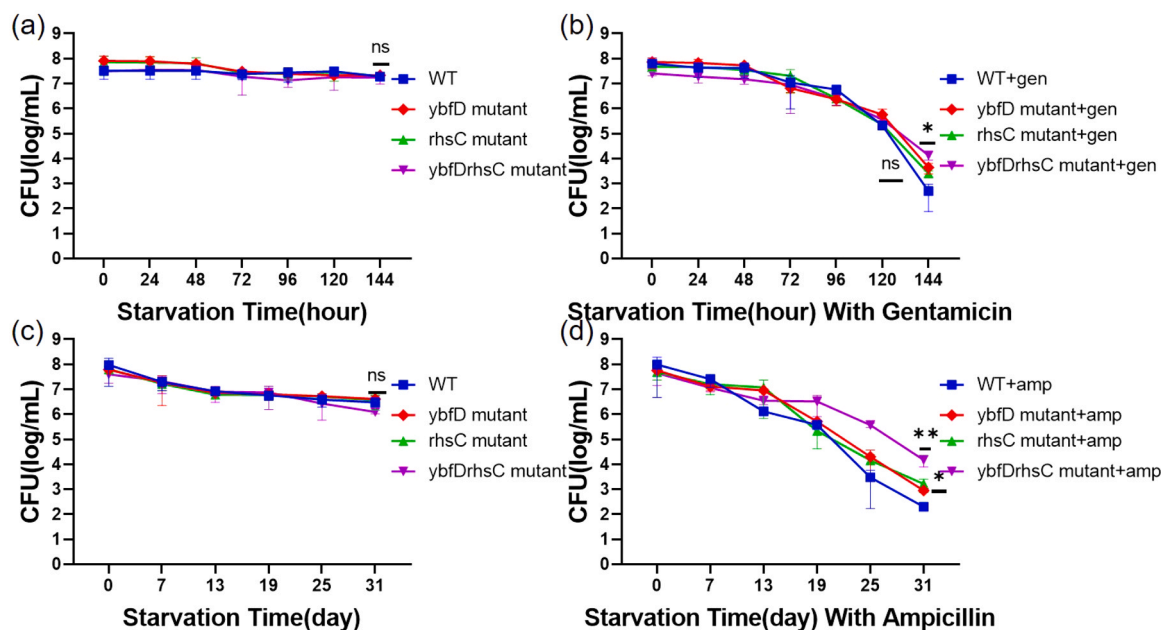 (a)
CFU(log/mL)
9
8
7
6
5
4
3
2
1
0
0 24 48 72 96 120 144
Starvation Time(hour)
ns
WT
ybfD mutant
rhsC mutant
ybfDrhsC mutant
(b)
CFU(log/mL)
9
8
7
6
5
4
3
2
1
0
0 24 48 72 96 120 144
Starvation Time(hour) With Gentamicin
ns
*
WT+gen
ybfD mutant+gen
rhsC mutant+gen
ybfDrhsC mutant+gen
(c)
CFU(log/mL)
9
8
7
6
5
4
3
2
1
0
0 7 13 19 25 31
Starvation Time(day)
ns
WT
ybfD mutant
rhsC mutant
ybfDrhsC mutant
(d)
CFU(log/mL)
9
8
7
6
5
4
3
2
1
0
0 7 13 19 25 31
Starvation Time(day) With Ampicillin
**
*
WT+amp
ybfD mutant+amp
rhsC mutant+amp
ybfDrhsC mutant+amp